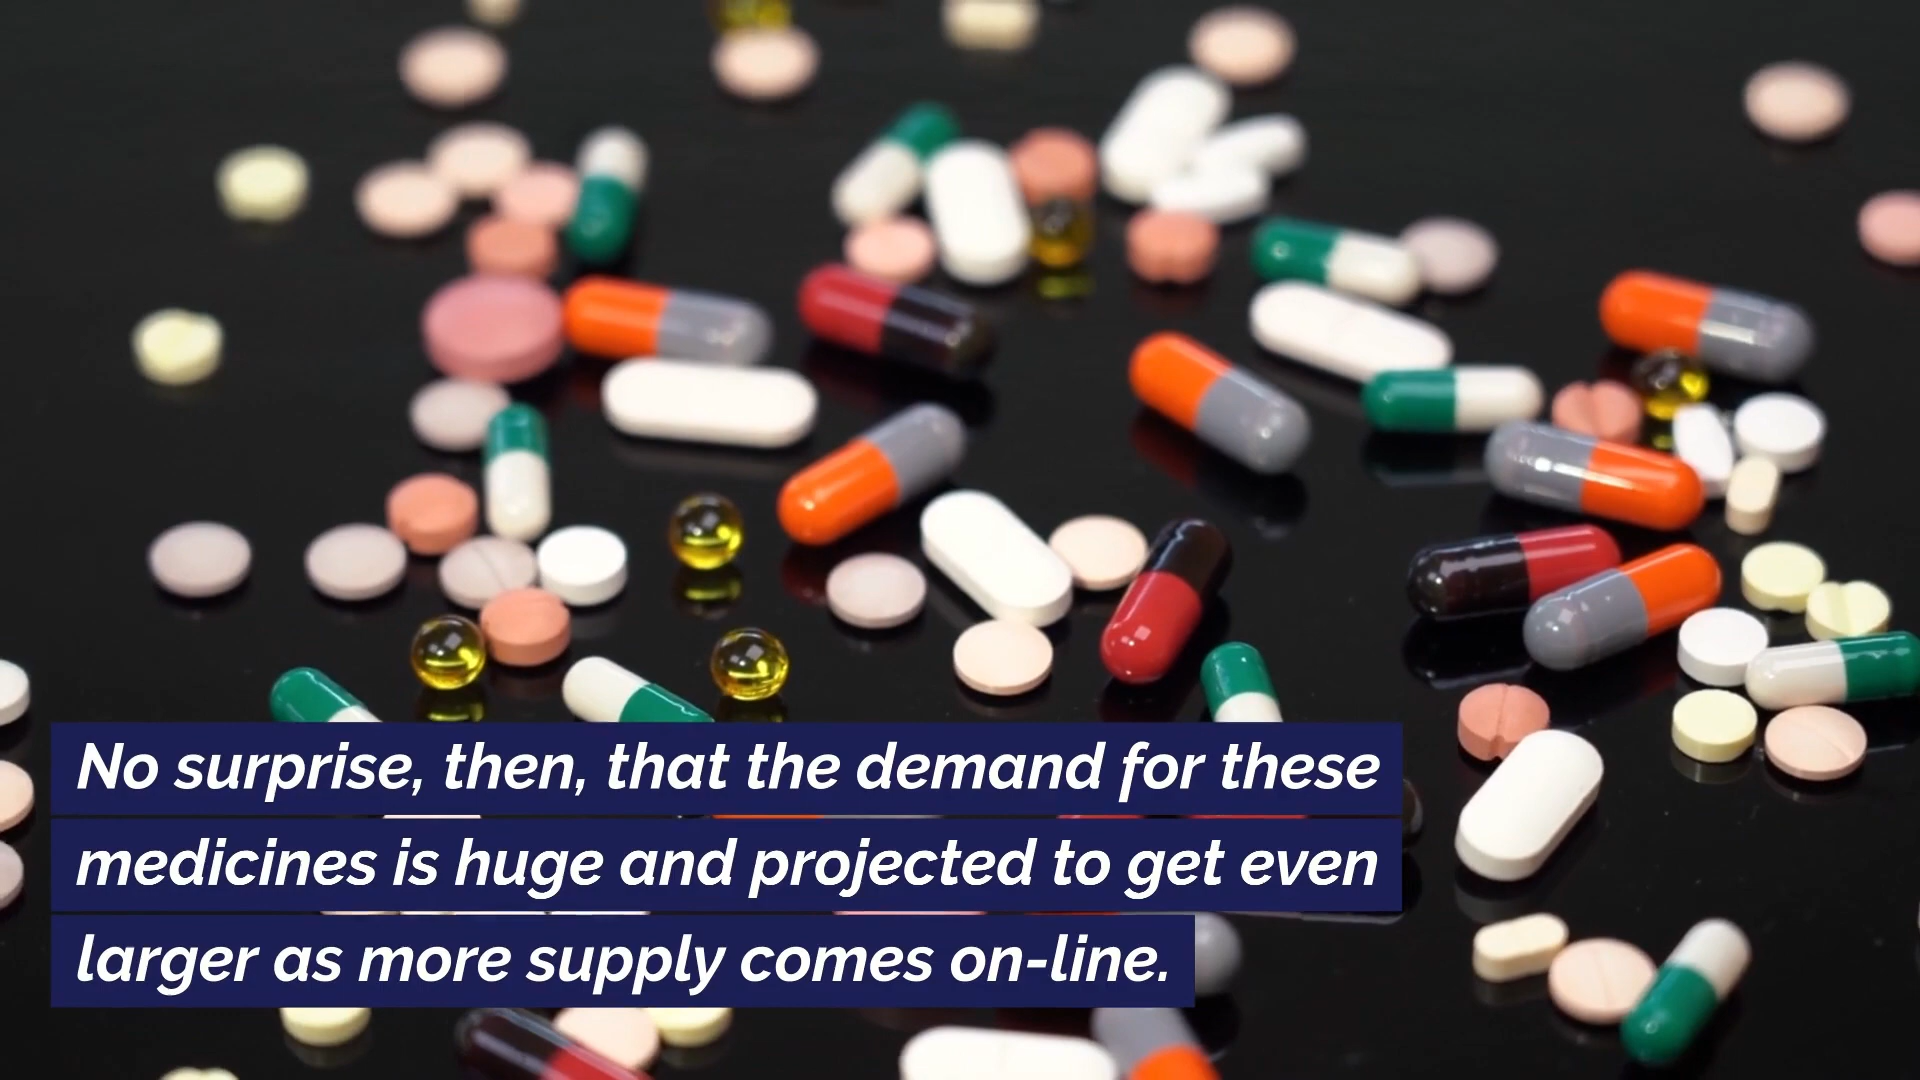 No surprise, then, that the demand for these
medicines is huge and projected to get even
larger as more supply comes on-line.